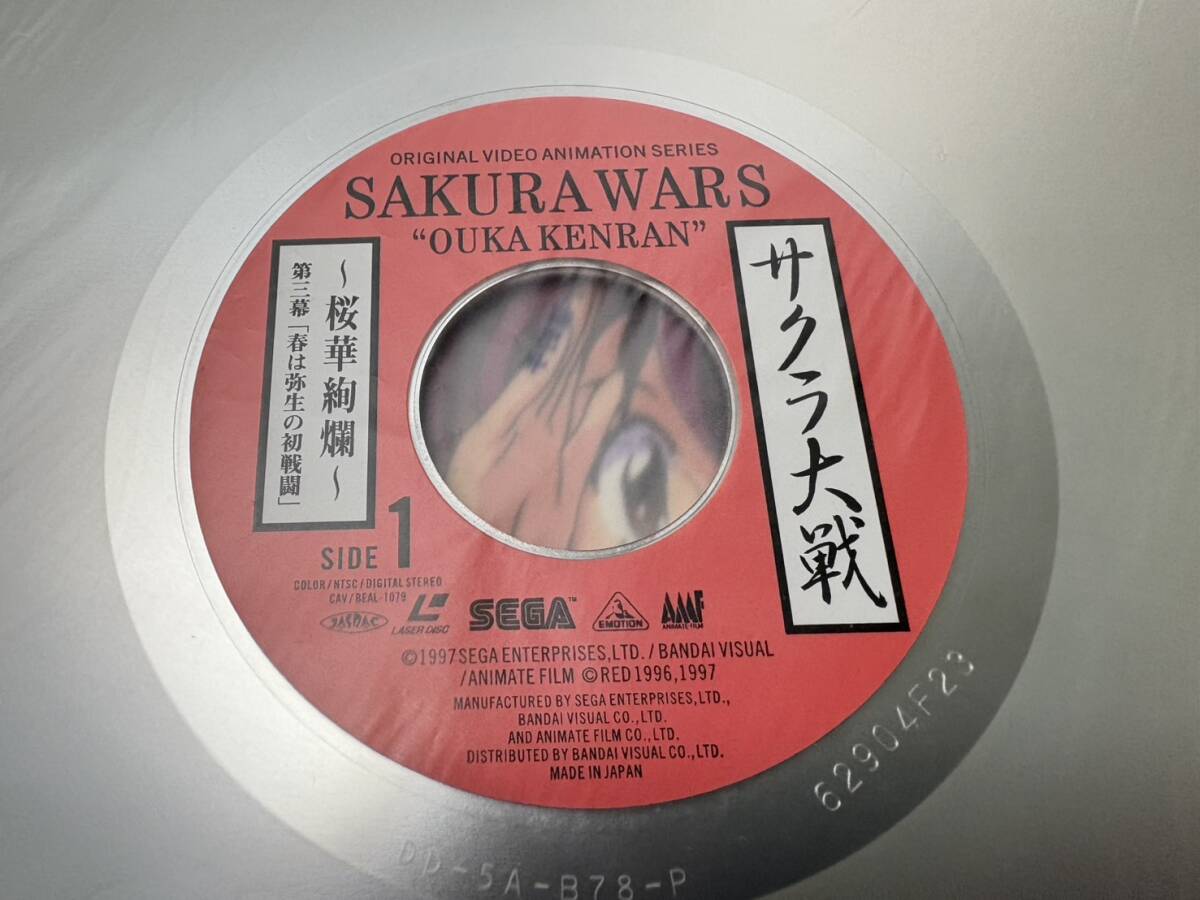 ORIGINAL VIDEO ANIMATION SERIES
SAKURA WARS
“OUKA KENRAN”
サクラ大戦
～桜華絢爛～
第三幕「春は弥生の初戦闘」
SIDE 1
COLOR/NTSC/DIGITAL STEREO
CAV/BEAL-1079
JASRAC
LASER DISC
SEGA™
EMOTION
AMF
ANIMATE FILM
©1997 SEGA ENTERPRISES,LTD./BANDAI VISUAL
/ANIMATE FILM ©RED 1996,1997
MANUFACTURED BY SEGA ENTERPRISES,LTD.,
BANDAI VISUAL CO.,LTD.
AND ANIMATE FILM CO.,LTD.
DISTRIBUTED BY BANDAI VISUAL CO.,LTD.
MADE IN JAPAN
62904F23
DD-5A-B78-P